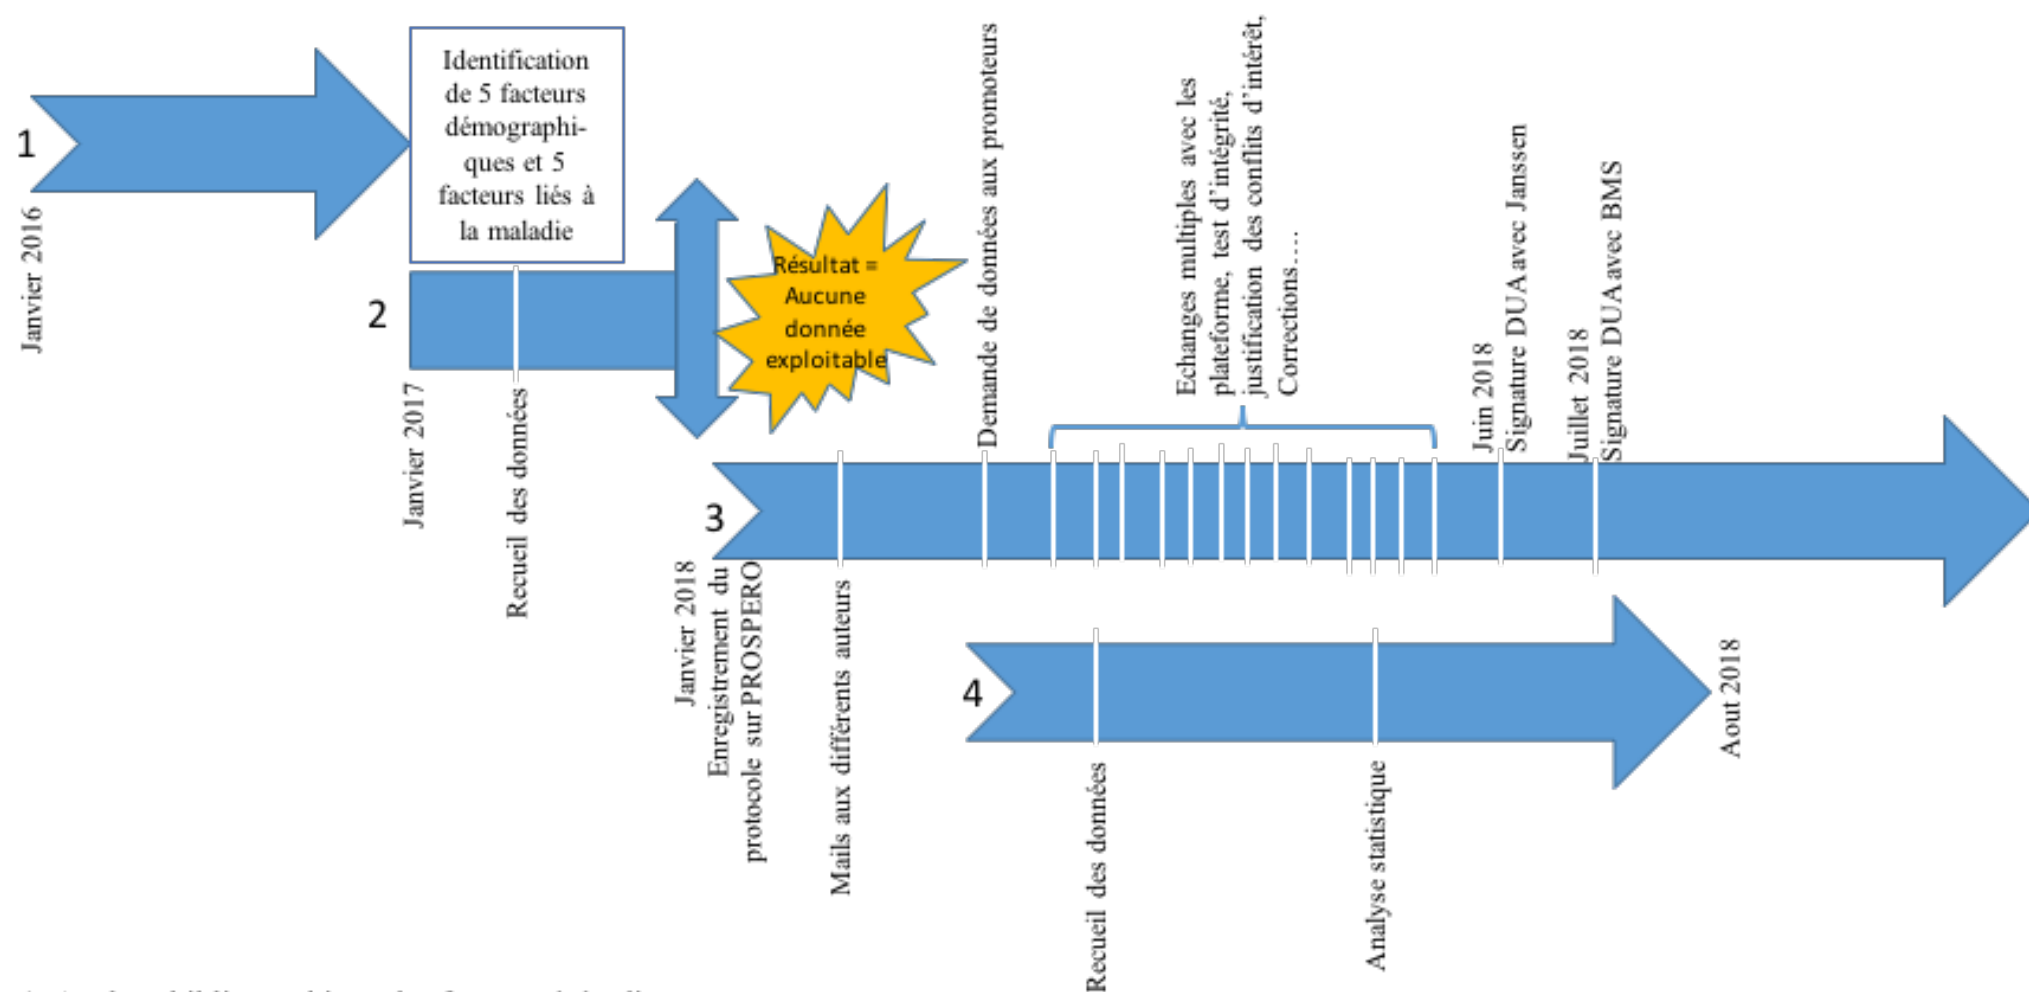 1
Janvier 2016
Identification
de 5 facteurs
démographi-
ques et 5
facteurs liés à
la maladie
2
Janvier 2017
Recueil des données
Résultat =
Aucune
donnée
exploitable
3
Janvier 2018
Enregistrement du
protocole sur PROSPERO
Mails aux différents auteurs
Demande de données aux promoteurs
Echanges multiples avec les
plateforme, test d'intégrité,
justification des conflits d'intérêt,
Corrections….
Juin 2018
Signature DUA avec Janssen
Juillet 2018
Signature DUA avec BMS
4
Recueil des données
Analyse statistique
Aout 2018